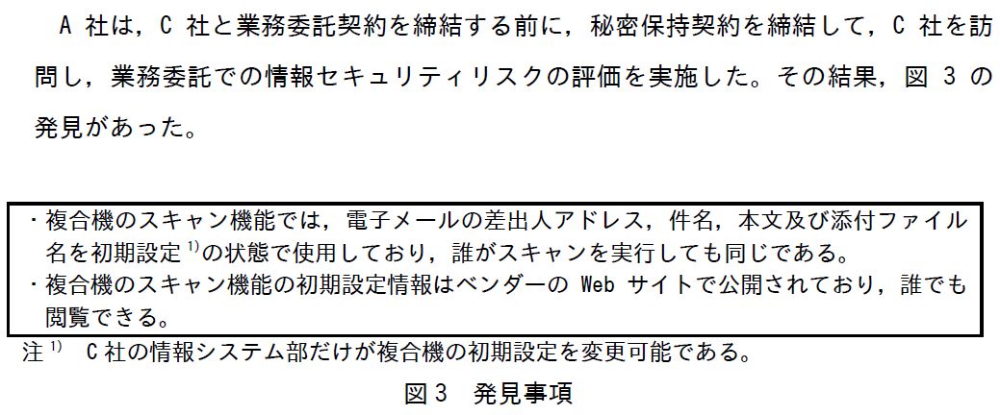 A 社は，C 社と業務委託契約を締結する前に，秘密保持契約を締結して，C 社を訪
問し，業務委託での情報セキュリティリスクの評価を実施した。その結果，図 3 の
発見があった。
・複合機のスキャン機能では，電子メールの差出人アドレス，件名，本文及び添付ファイル
名を初期設定1)の状態で使用しており，誰がスキャンを実行しても同じである。
・複合機のスキャン機能の初期設定情報はベンダーの Web サイトで公開されており，誰でも
閲覧できる。
注1)　C社の情報システム部だけが複合機の初期設定を変更可能である。
図3　発見事項